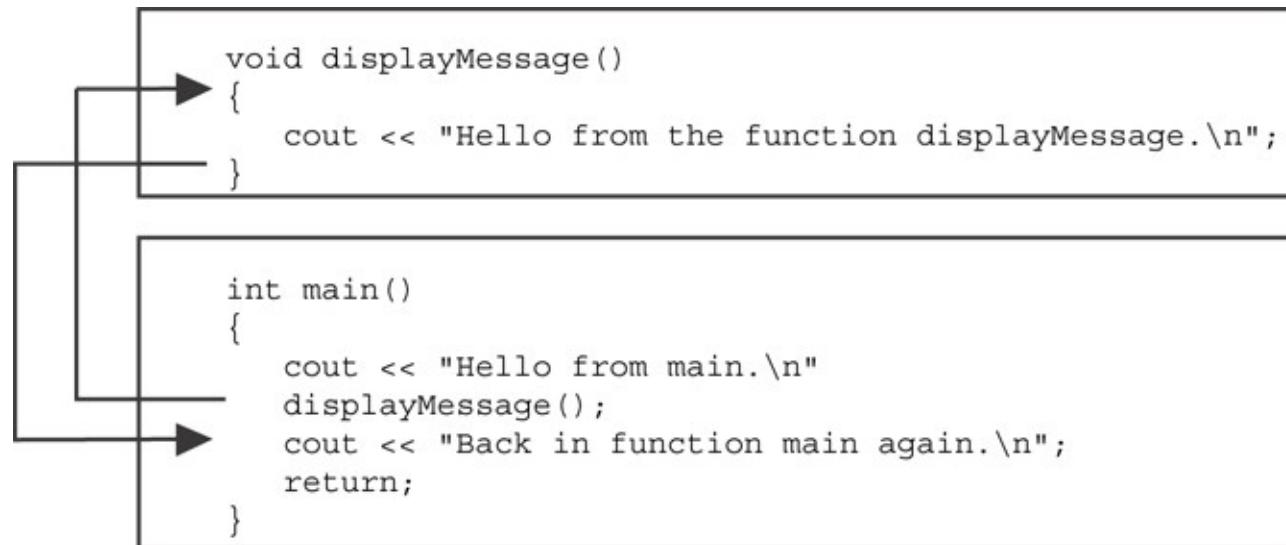 void displayMessage()
{
   cout << "Hello from the function displayMessage.\n";
}
int main()
{
   cout << "Hello from main.\n"
   displayMessage();
   cout << "Back in function main again.\n";
   return;
}